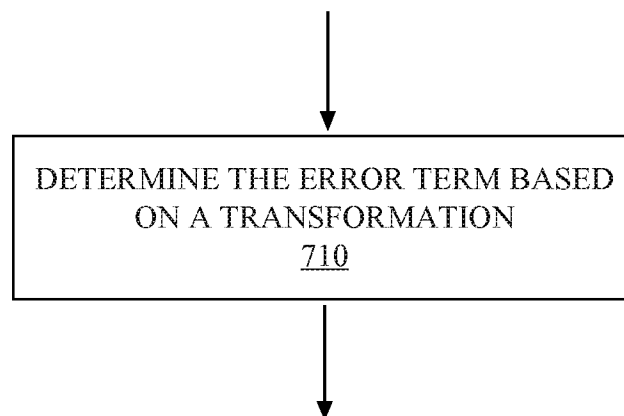 DETERMINE THE ERROR TERM BASED
ON A TRANSFORMATION
710